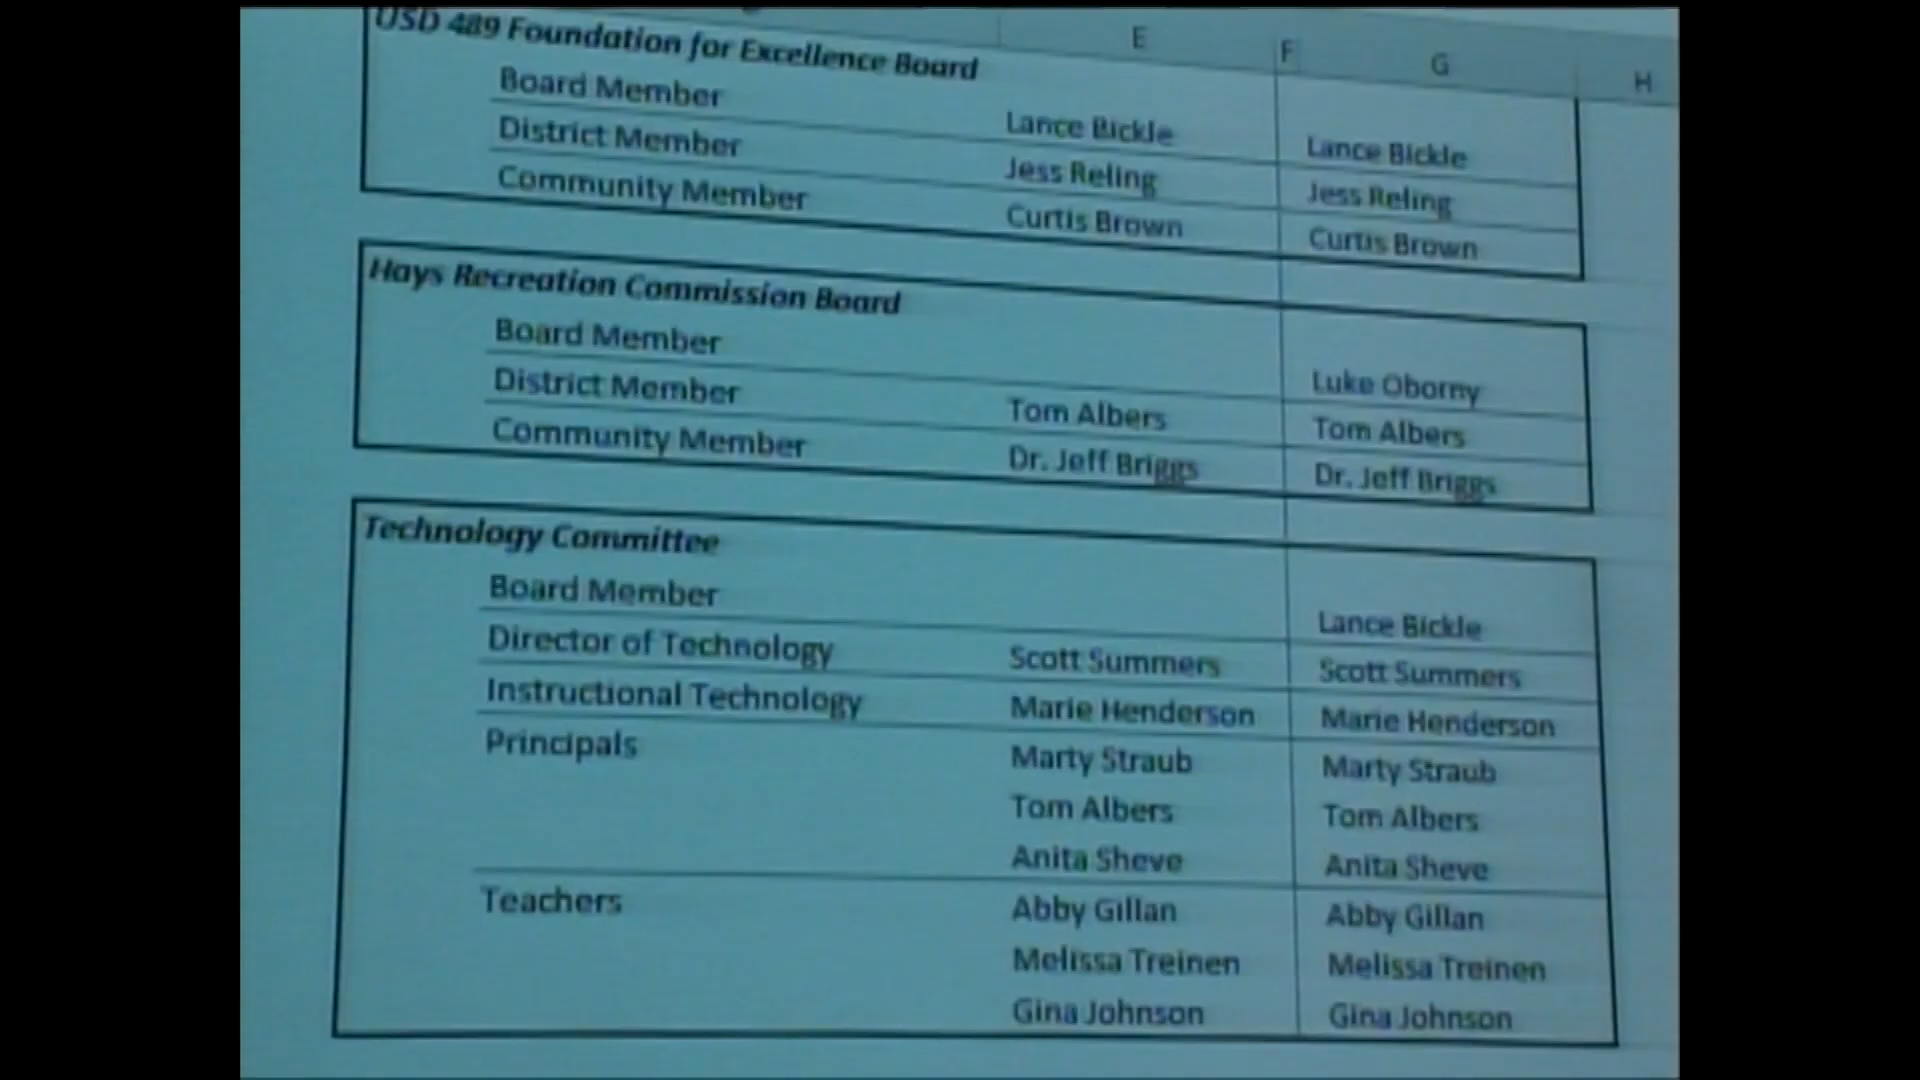 E F G H
USD 489 Foundation for Excellence Board
Board Member Lance Bickle Lance Bickle
District Member Jess Reling Jess Reling
Community Member Curtis Brown Curtis Brown
Hays Recreation Commission Board
Board Member Luke Oborny
District Member Tom Albers Tom Albers
Community Member Dr. Jeff Briggs Dr. Jeff Briggs
Technology Committee
Board Member Lance Bickle
Director of Technology Scott Summers Scott Summers
Instructional Technology Marie Henderson Marie Henderson
Principals Marty Straub Marty Straub
Tom Albers Tom Albers
Anita Sheve Anita Sheve
Teachers Abby Gillan Abby Gillan
Melissa Treinen Melissa Treinen
Gina Johnson Gina Johnson